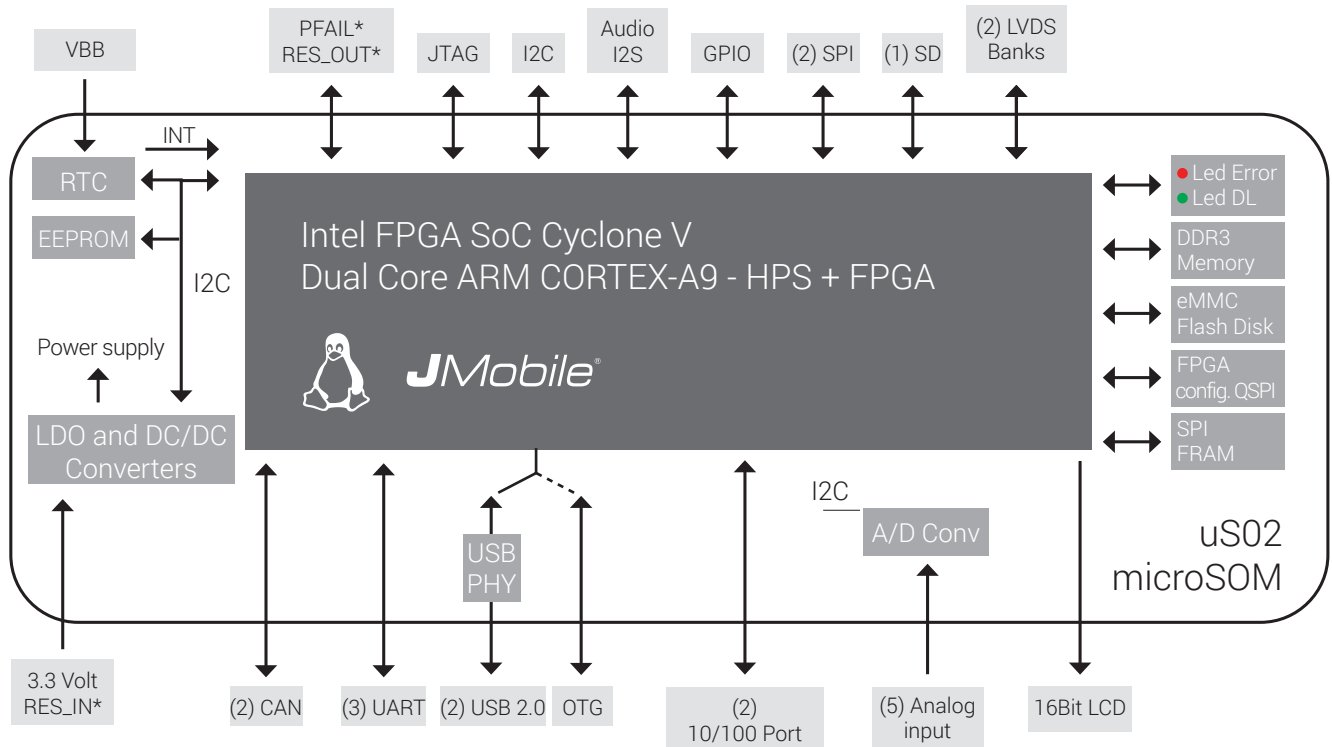 VBB
PFAIL*
RES_OUT*
JTAG
I2C
Audio
I2S
GPIO
(2) SPI
(1) SD
(2) LVDS
Banks
INT
RTC
EEPROM
I2C
Power supply
LDO and DC/DC
Converters
Intel FPGA SoC Cyclone V
Dual Core ARM CORTEX-A9 - HPS + FPGA
JMobile®
Led Error
Led DL
DDR3
Memory
eMMC
Flash Disk
FPGA
config. QSPI
SPI
FRAM
USB
PHY
I2C
A/D Conv
uS02
microSOM
3.3 Volt
RES_IN*
(2) CAN
(3) UART
(2) USB 2.0
OTG
(2)
10/100 Port
(5) Analog
input
16Bit LCD